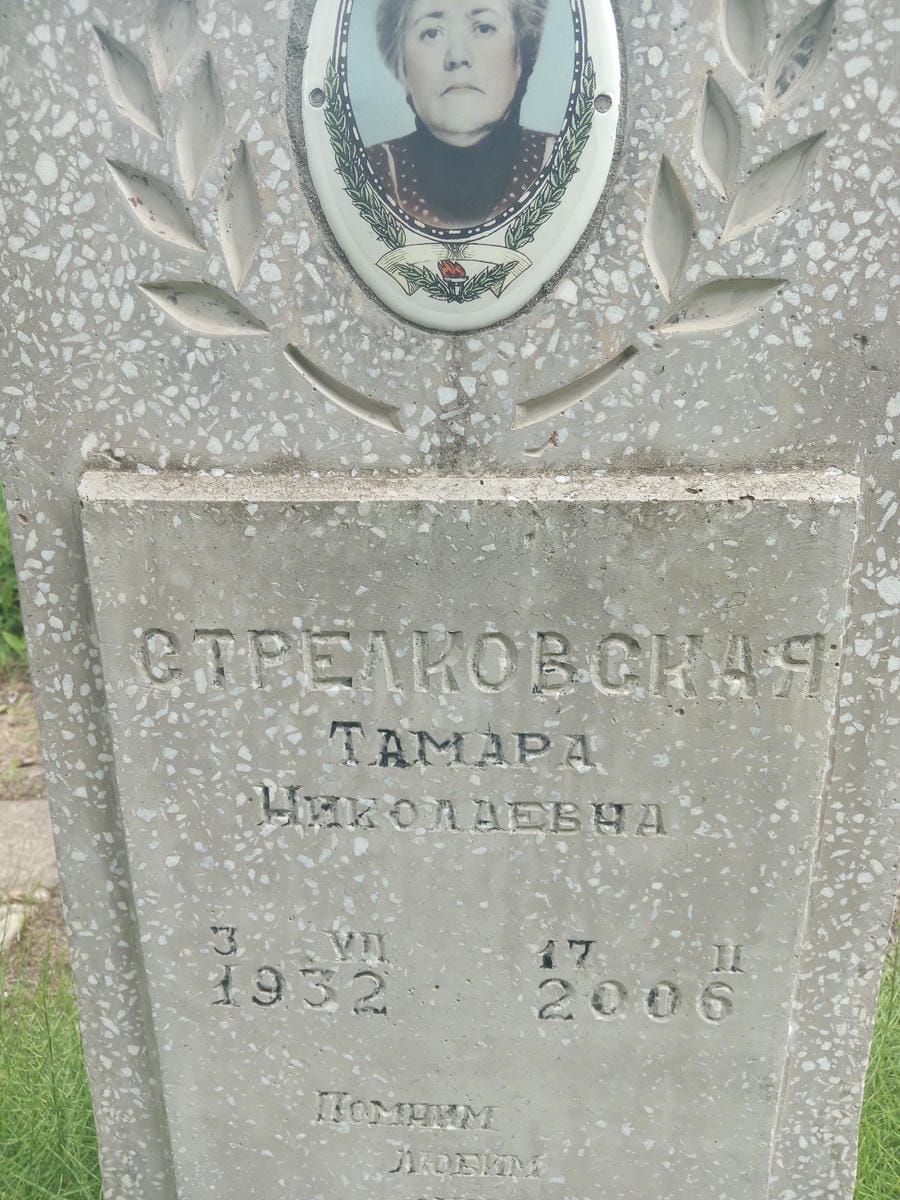 СТРЕЛКОВСКАЯ
ТАМАРА
НИКОЛАЕВНА
3 VII 17 II
1932 2006
ПОМНИМ
ЛЮБИМ